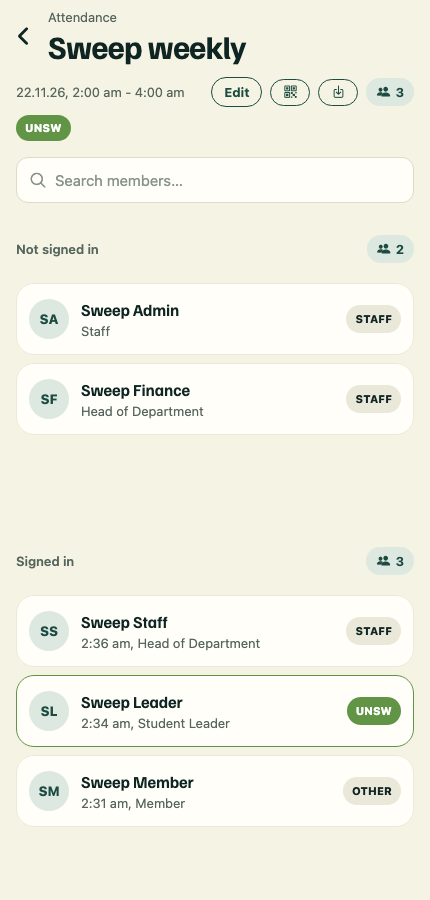 Attendance
Sweep weekly
22.11.26, 2:00 am - 4:00 am
Edit
3
UNSW
Search members...
Not signed in
2
SA
Sweep Admin
Staff
STAFF
SF
Sweep Finance
Head of Department
STAFF
Signed in
3
SS
Sweep Staff
2:36 am, Head of Department
STAFF
SL
Sweep Leader
2:34 am, Student Leader
UNSW
SM
Sweep Member
2:31 am, Member
OTHER